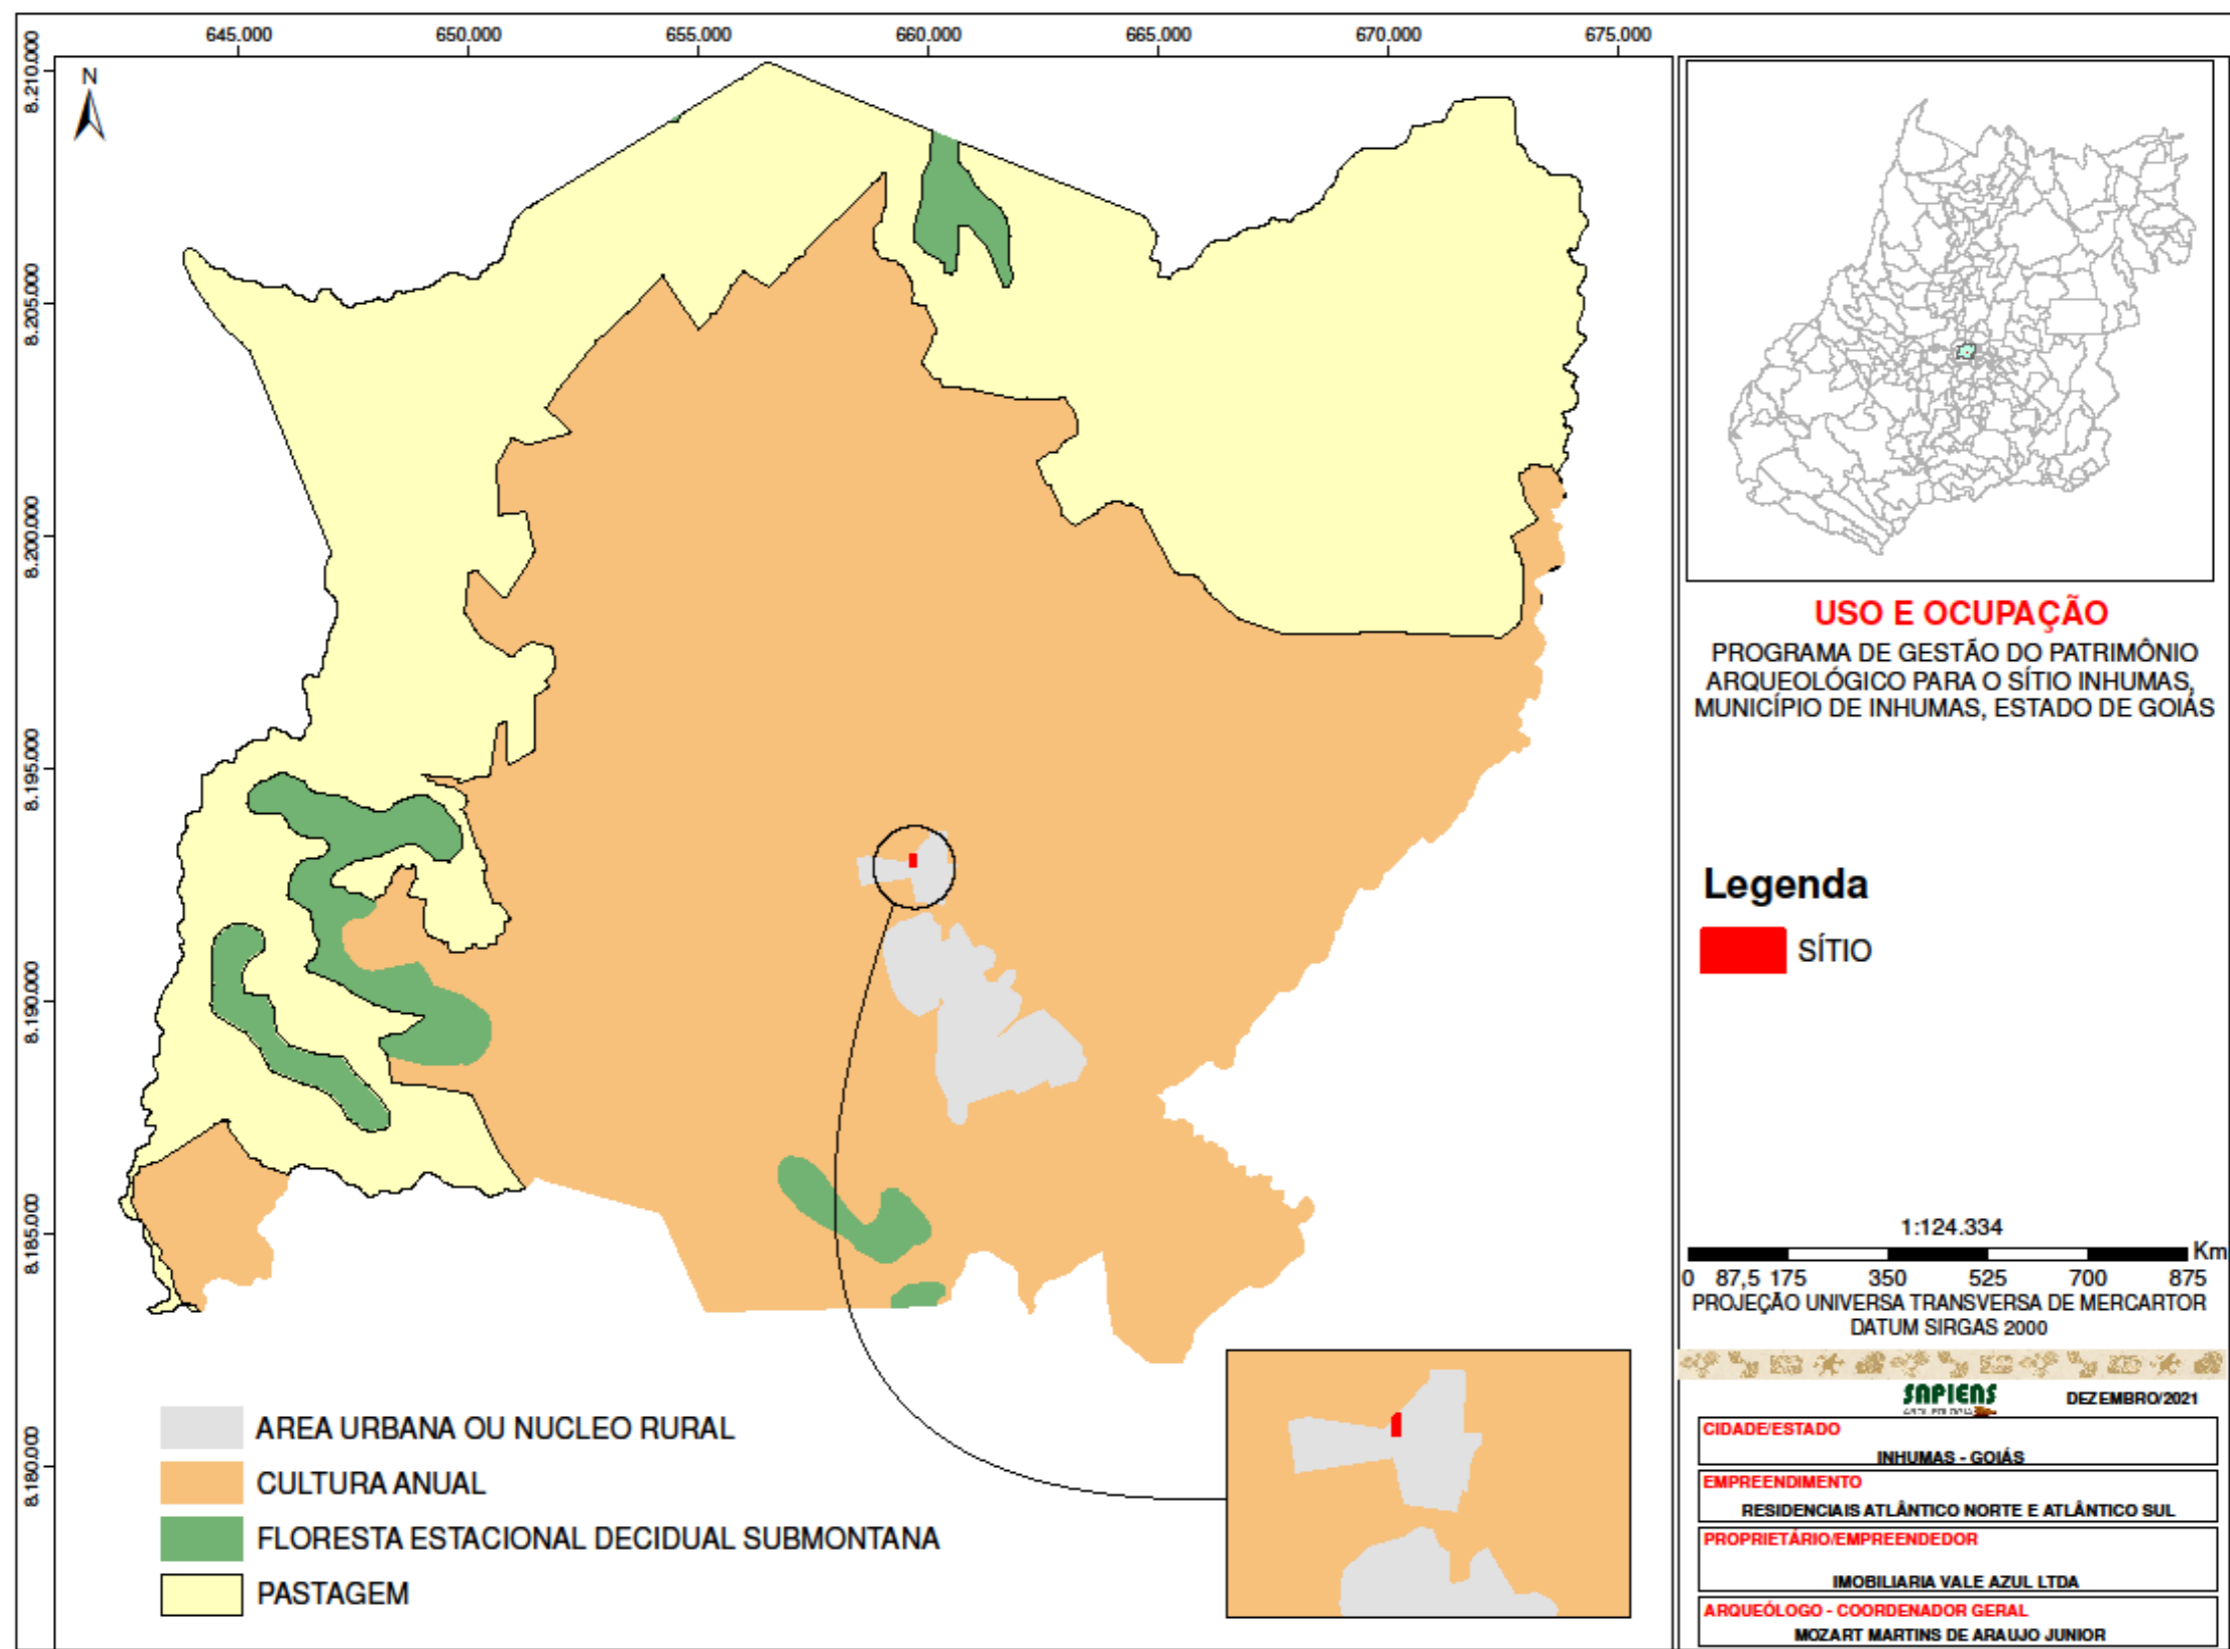 645.000 650.000 655.000 660.000 665.000 670.000 675.000
8.210.000
8.205.000
8.200.000
8.195.000
8.190.000
8.185.000
8.180.000
N
AREA URBANA OU NUCLEO RURAL
CULTURA ANUAL
FLORESTA ESTACIONAL DECIDUAL SUBMONTANA
PASTAGEM
USO E OCUPAÇÃO
PROGRAMA DE GESTÃO DO PATRIMÔNIO
ARQUEOLÓGICO PARA O SÍTIO INHUMAS,
MUNICÍPIO DE INHUMAS, ESTADO DE GOIÁS
Legenda
SÍTIO
1:124.334
Km
0 87,5 175 350 525 700 875
PROJEÇÃO UNIVERSA TRANSVERSA DE MERCARTOR
DATUM SIRGAS 2000
SAPIENS
DEZEMBRO/2021
CIDADE/ESTADO
INHUMAS - GOIÁS
EMPREENDIMENTO
RESIDENCIAIS ATLÂNTICO NORTE E ATLÂNTICO SUL
PROPRIETÁRIO/EMPREENDEDOR
IMOBILIARIA VALE AZUL LTDA
ARQUEÓLOGO - COORDENADOR GERAL
MOZART MARTINS DE ARAUJO JUNIOR